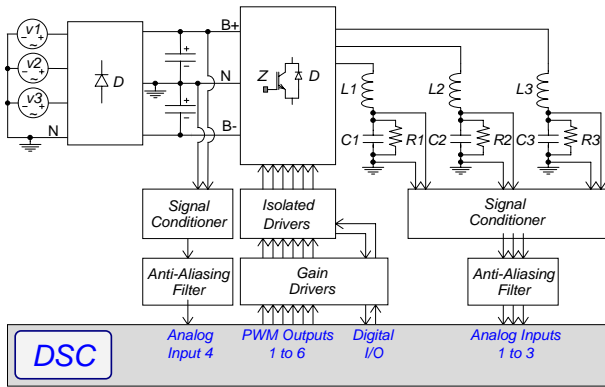 v1
v2
v3
N
D
B+
N
B-
Z
D
L1
L2
L3
C1
R1
C2
R2
C3
R3
Signal
Conditioner
Isolated
Drivers
Signal
Conditioner
Anti-Aliasing
Filter
Gain
Drivers
Anti-Aliasing
Filter
DSC
Analog
Input 4
PWM Outputs
1 to 6
Digital
I/O
Analog Inputs
1 to 3